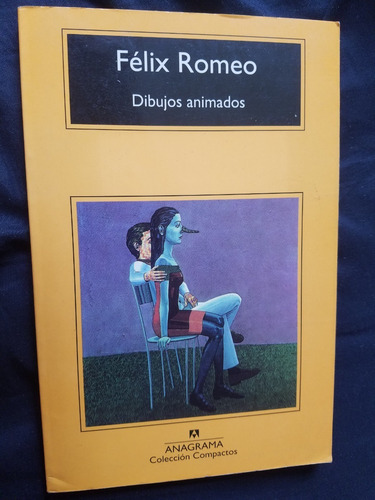 Félix Romeo
Dibujos animados
ANAGRAMA
Colección Compactos